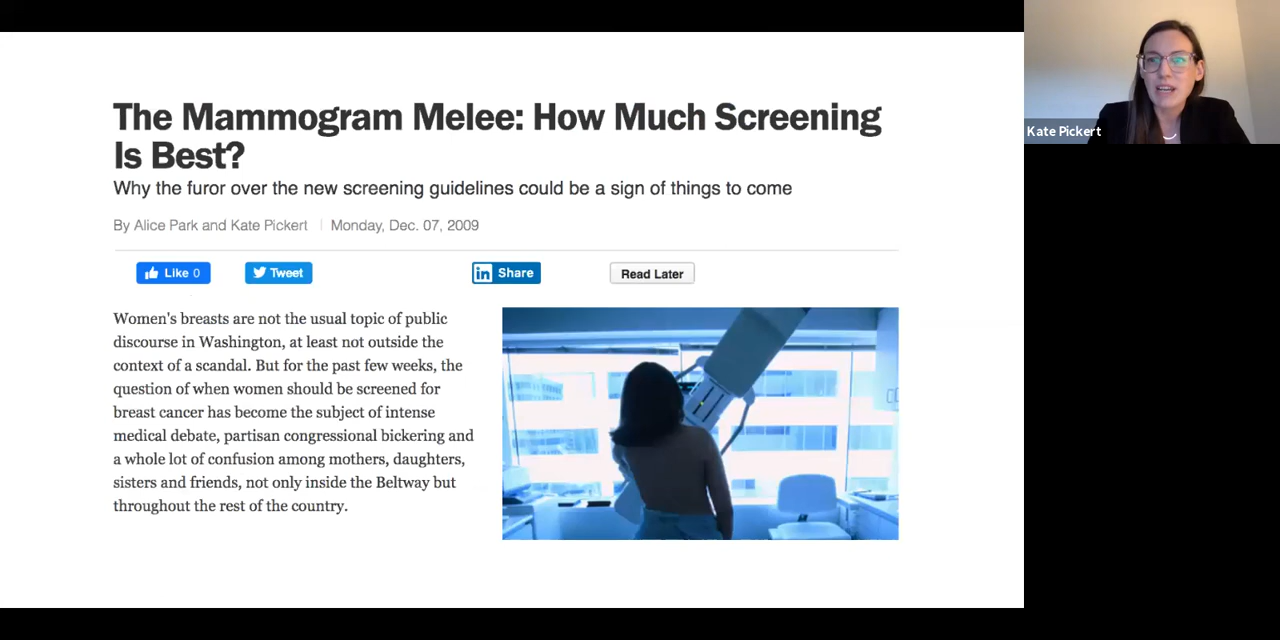 The Mammogram Melee: How Much Screening
Is Best?
Why the furor over the new screening guidelines could be a sign of things to come
By Alice Park and Kate Pickert | Monday, Dec. 07, 2009
Like 0 Tweet in Share Read Later
Women's breasts are not the usual topic of public
discourse in Washington, at least not outside the
context of a scandal. But for the past few weeks, the
question of when women should be screened for
breast cancer has become the subject of intense
medical debate, partisan congressional bickering and
a whole lot of confusion among mothers, daughters,
sisters and friends, not only inside the Beltway but
throughout the rest of the country.
Kate Pickert